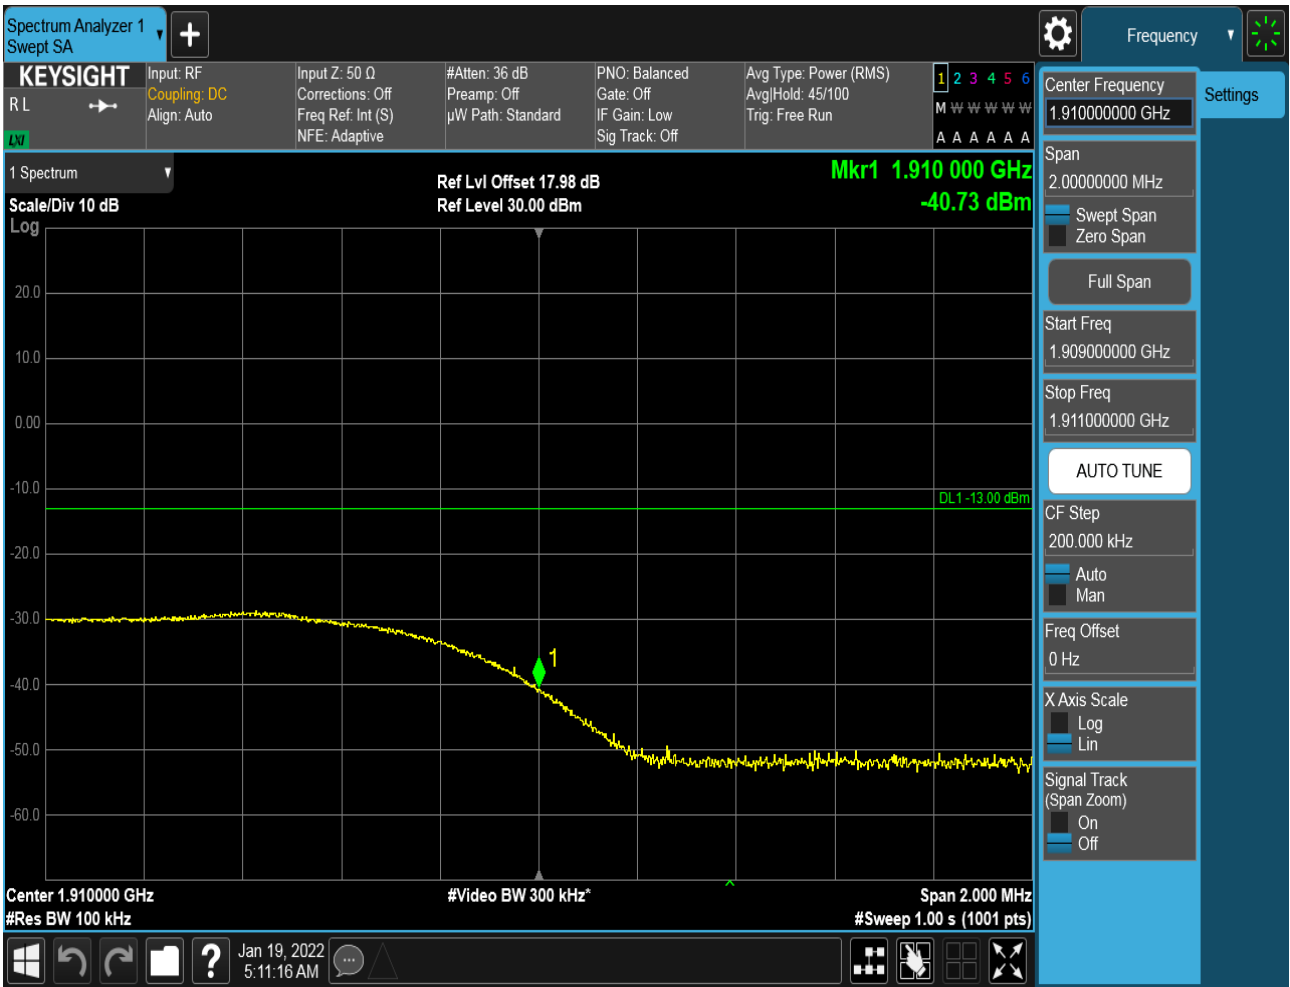 Spectrum Analyzer 1
Swept SA
+
Frequency
KEYSIGHT
R L
LXI
Input: RF
Coupling: DC
Align: Auto
Input Z: 50 Ω
Corrections: Off
Freq Ref: Int (S)
NFE: Adaptive
#Atten: 36 dB
Preamp: Off
µW Path: Standard
PNO: Balanced
Gate: Off
IF Gain: Low
Sig Track: Off
Avg Type: Power (RMS)
Avg|Hold: 45/100
Trig: Free Run
1 2 3 4 5 6
M W W W W W
A A A A A A
1 Spectrum
Scale/Div 10 dB
Log
Ref Lvl Offset 17.98 dB
Ref Level 30.00 dBm
Mkr1 1.910 000 GHz
-40.73 dBm
20.0
10.0
0.00
-10.0
-20.0
-30.0
-40.0
-50.0
-60.0
DL1 -13.00 dBm
1
Center 1.910000 GHz
#Res BW 100 kHz
#Video BW 300 kHz*
Span 2.000 MHz
#Sweep 1.00 s (1001 pts)
Center Frequency
1.910000000 GHz
Settings
Span
2.00000000 MHz
Swept Span
Zero Span
Full Span
Start Freq
1.909000000 GHz
Stop Freq
1.911000000 GHz
AUTO TUNE
CF Step
200.000 kHz
Auto
Man
Freq Offset
0 Hz
X Axis Scale
Log
Lin
Signal Track
(Span Zoom)
On
Off
?
Jan 19, 2022
5:11:16 AM